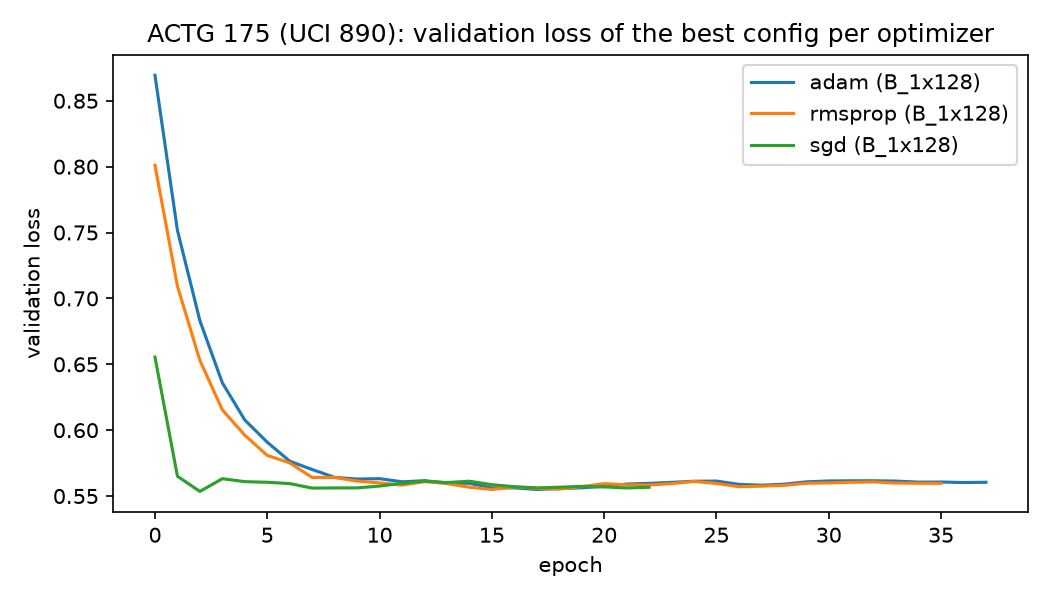 ACTG 175 (UCI 890): validation loss of the best config per optimizer
adam (B_1x128)
rmsprop (B_1x128)
sgd (B_1x128)
validation loss
0.85
0.80
0.75
0.70
0.65
0.60
0.55
0 5 10 15 20 25 30 35
epoch